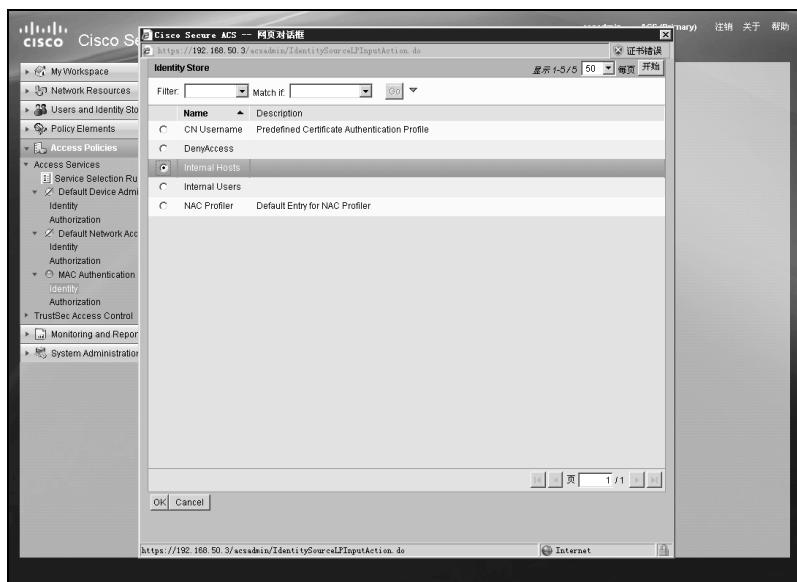 注销 关于 帮助
mary)
CISCO Cisco Se
Cisco Secure ACS -- 网页对话框
https://192.168.50.3/acsadmin/IdentitySourceLPInputAction.do
证书错误
Identity Store
显示 1-5/5 50 每页 开始
Filter: Match if: Go
Name Description
CN Username Predefined Certificate Authentication Profile
DenyAccess
Internal Hosts
Internal Users
NAC Profiler Default Entry for NAC Profiler
页 1 /1
OK Cancel
https://192.168.50.3/acsadmin/IdentitySourceLPInputAction.do
Internet
My Workspace
Network Resources
Users and Identity Sto
Policy Elements
Access Policies
Access Services
Service Selection Ru
Default Device Admi
Identity
Authorization
Default Network Acc
Identity
Authorization
MAC Authentication
Identity
Authorization
TrustSec Access Control
Monitoring and Repor
System Administration